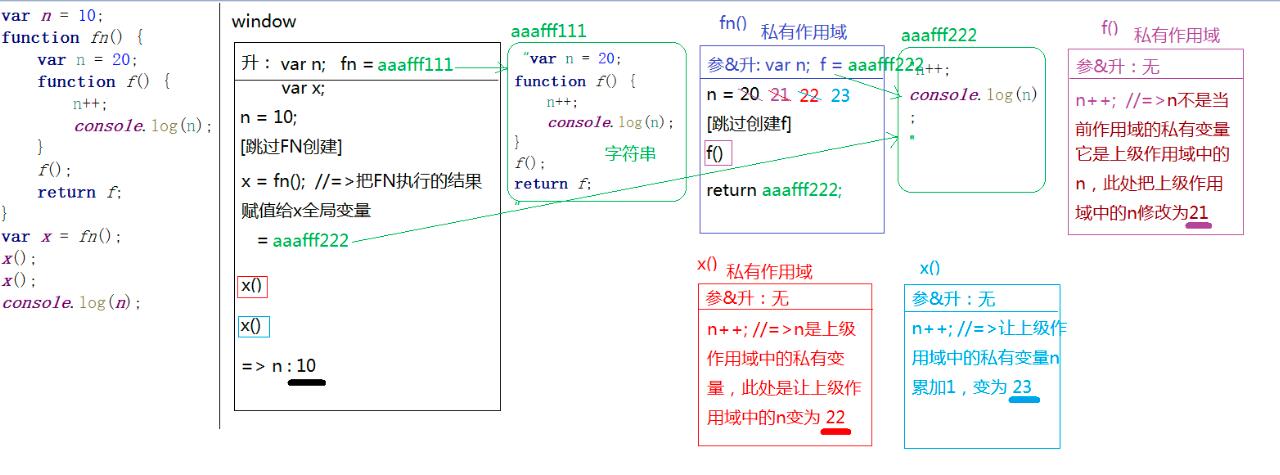 var n = 10;
function fn() {
var n = 20;
function f() {
n++;
console.log(n);
}
f();
return f;
}
var x = fn();
x();
x();
console.log(n);
window
升： var n; fn = aaafff111
var x;
n = 10;
[跳过FN创建]
x = fn(); //=>把FN执行的结果
赋值给x全局变量
= aaafff222
x()
x()
=> n : 10
aaafff111
"var n = 20;
function f() {
n++;
console.log(n);
}
f();
return f;
"
字符串
fn() 私有作用域
参&升: var n; f = aaafff222
n = 20 21 22 23
[跳过创建f]
f()
return aaafff222;
aaafff222
"n++;
console.log(n)
;
"
f() 私有作用域
参&升：无
n++; //=>n不是当
前作用域的私有变量
它是上级作用域中的
n，此处把上级作用
域中的n修改为21
x() 私有作用域
参&升：无
n++; //=>n是上级
作用域中的私有变
量，此处是让上级作
用域中的n变为 22
x()
参&升：无
n++; //=>让上级作
用域中的私有变量n
累加1，变为 23